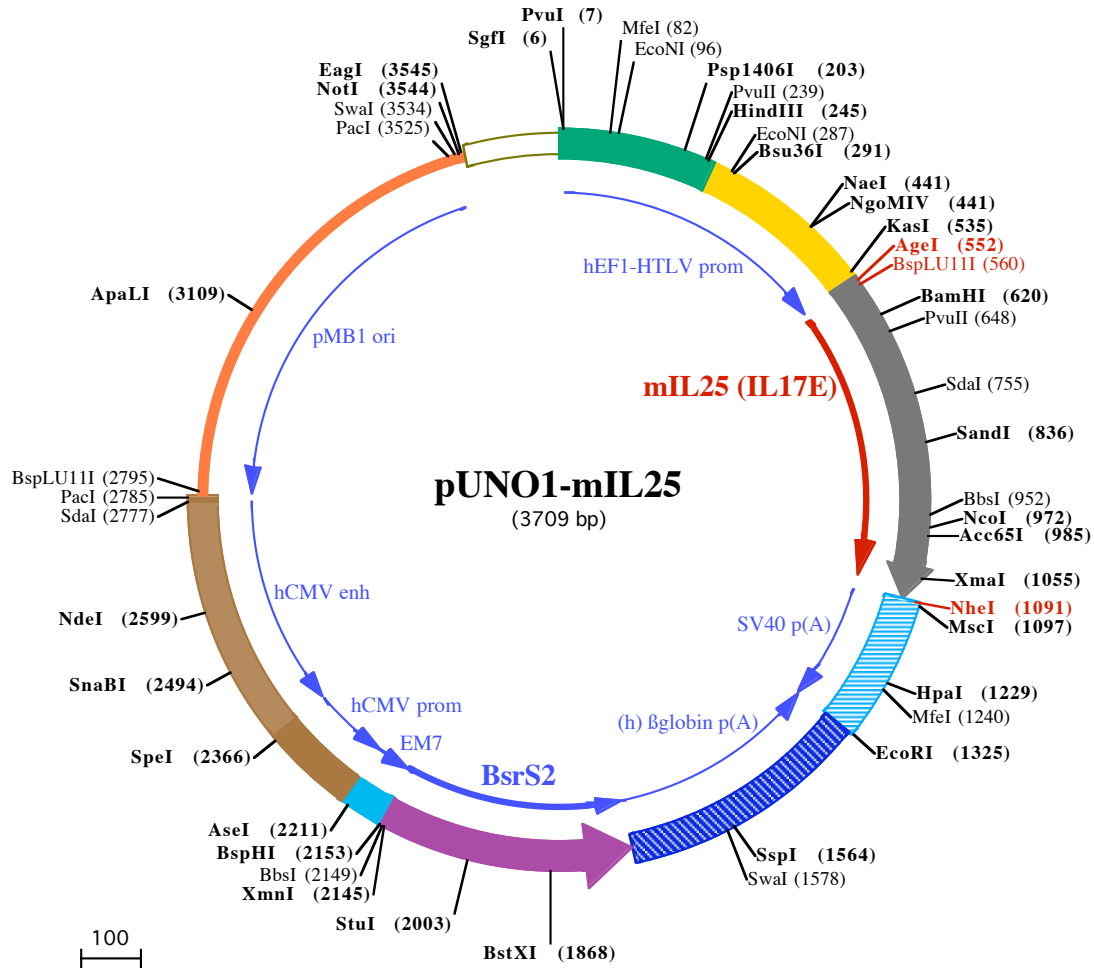 PvuI (7)
SgfI (6)
MfeI (82)
EcoNI (96)
Psp1406I (203)
PvuII (239)
HindIII (245)
EcoNI (287)
Bsu36I (291)
NaeI (441)
NgoMIV (441)
KasI (535)
AgeI (552)
BspLU11I (560)
BamHI (620)
PvuII (648)
SdaI (755)
SandI (836)
BbsI (952)
NcoI (972)
Acc65I (985)
XmaI (1055)
NheI (1091)
MscI (1097)
HpaI (1229)
MfeI (1240)
EcoRI (1325)
SspI (1564)
SwaI (1578)
BstXI (1868)
StuI (2003)
XmnI (2145)
BbsI (2149)
BspHI (2153)
AseI (2211)
SpeI (2366)
SnaBI (2494)
NdeI (2599)
SdaI (2777)
PacI (2785)
BspLU11I (2795)
ApaLI (3109)
PacI (3525)
SwaI (3534)
NotI (3544)
EagI (3545)
hEF1-HTLV prom
mIL25 (IL17E)
SV40 p(A)
(h) ßglobin p(A)
BsrS2
EM7
hCMV prom
hCMV enh
pMB1 ori
pUNO1-mIL25
(3709 bp)
100